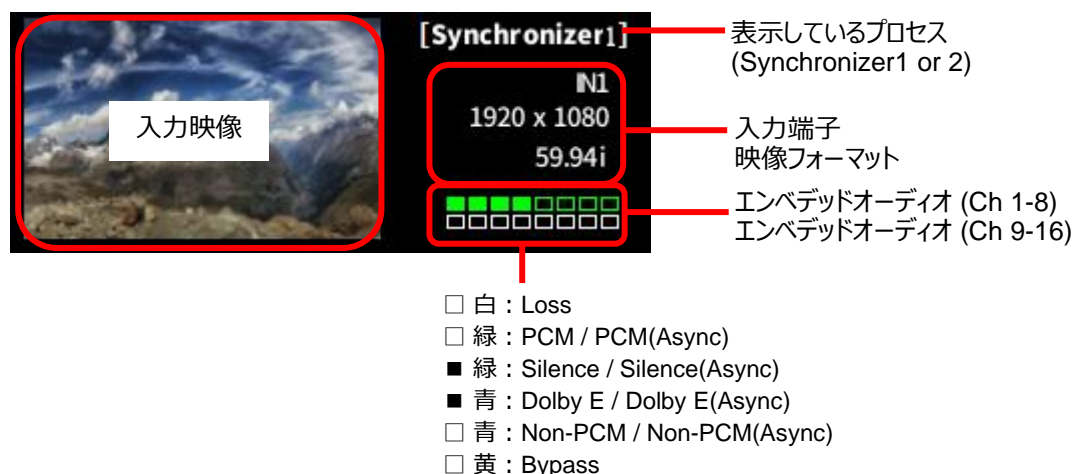 [Synchronizer1]
表示しているプロセス
(Synchronizer1 or 2)
入力映像
IN1
1920 x 1080
59.94i
入力端子
映像フォーマット
エンベデッドオーディオ (Ch 1-8)
エンベデッドオーディオ (Ch 9-16)
□ 白：Loss
□ 緑：PCM / PCM(Async)
■ 緑：Silence / Silence(Async)
■ 青：Dolby E / Dolby E(Async)
□ 青：Non-PCM / Non-PCM(Async)
□ 黄：Bypass